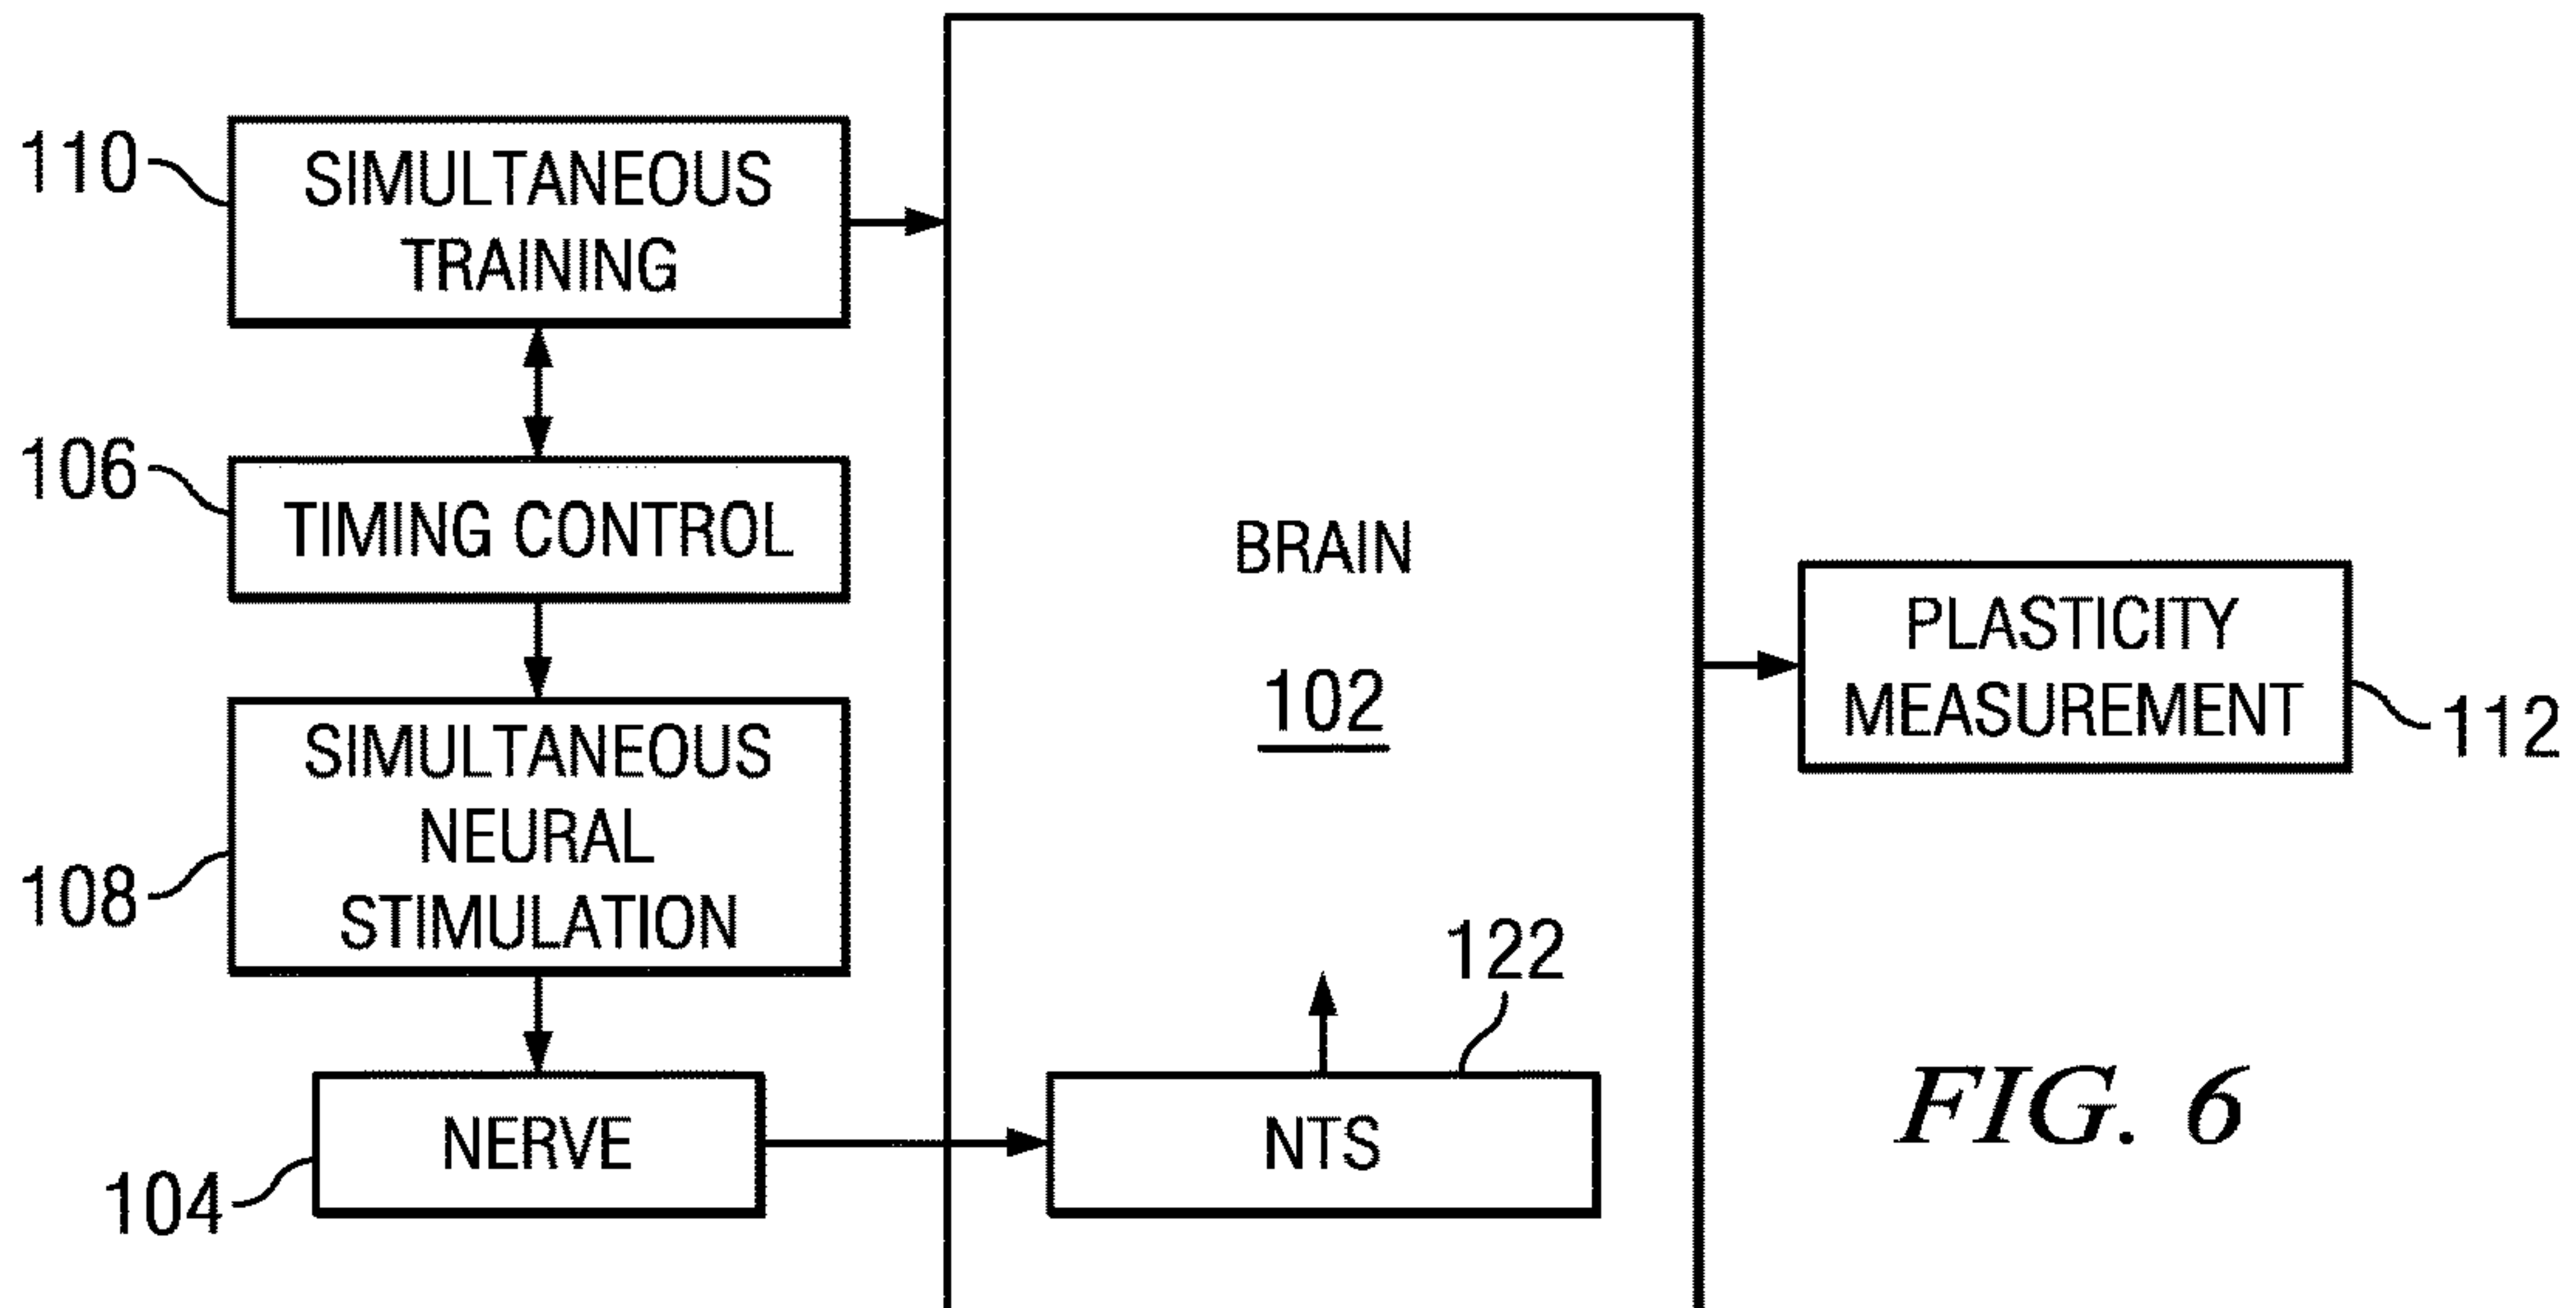 110
SIMULTANEOUS
TRAINING
106
TIMING CONTROL
108
SIMULTANEOUS
NEURAL
STIMULATION
104
NERVE
BRAIN
102
122
NTS
PLASTICITY
MEASUREMENT
112
FIG. 6